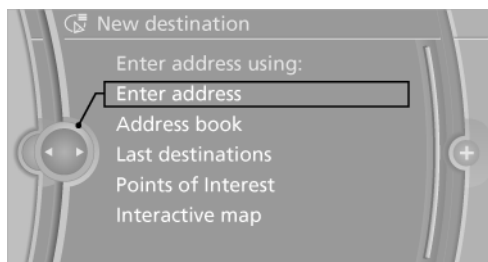 New destination
Enter address using:
Enter address
Address book
Last destinations
Points of Interest
Interactive map